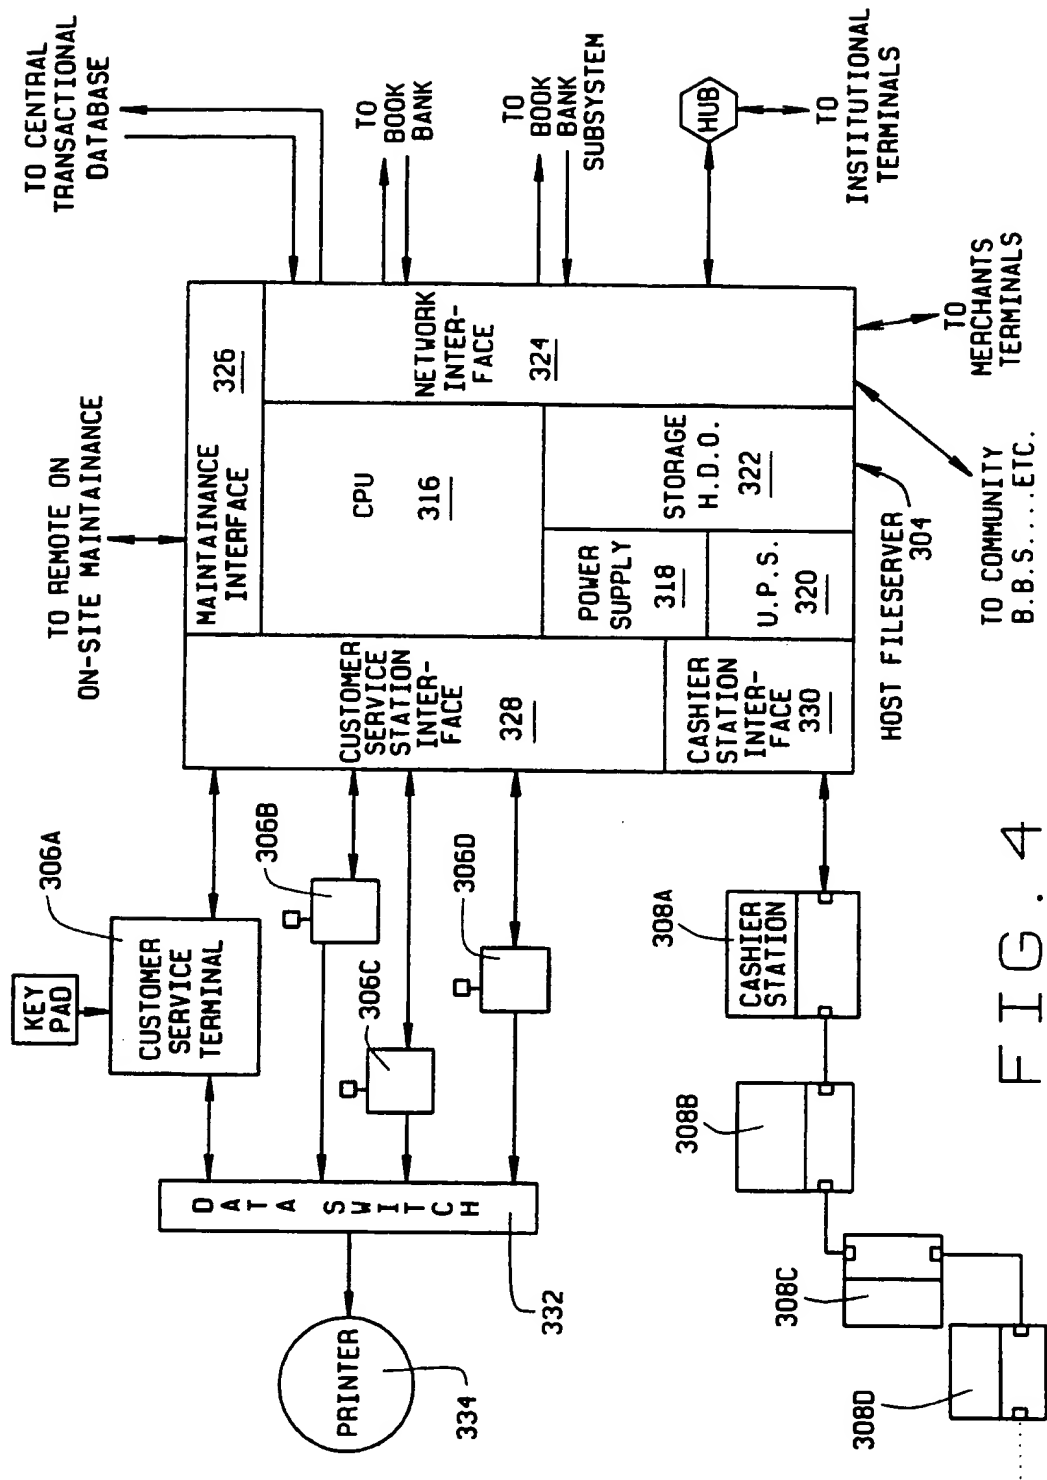 TO CENTRAL
TRANSACTIONAL
DATABASE
TO
BOOK
BANK
TO
BOOK
BANK
SUBSYSTEM
HUB
TO
INSTITUTIONAL
TERMINALS
TO REMOTE ON
ON-SITE MAINTAINANCE
MAINTAINANCE
INTERFACE
326
NETWORK
INTER-
FACE
324
TO
MERCHANTS
TERMINALS
CPU
316
STORAGE
H.D.D.
322
POWER
SUPPLY
318
U.P.S.
320
TO COMMUNITY
B.B.S....ETC.
CUSTOMER
SERVICE
STATION
INTER-
FACE
328
CASHIER
STATION
INTER-
FACE
330
HOST FILESERVER
304
KEY
PAD
306A
CUSTOMER
SERVICE
TERMINAL
306B
306C
306D
308A
CASHIER
STATION
308B
308C
308D
DATA SWITCH
332
PRINTER
334
FIG. 4